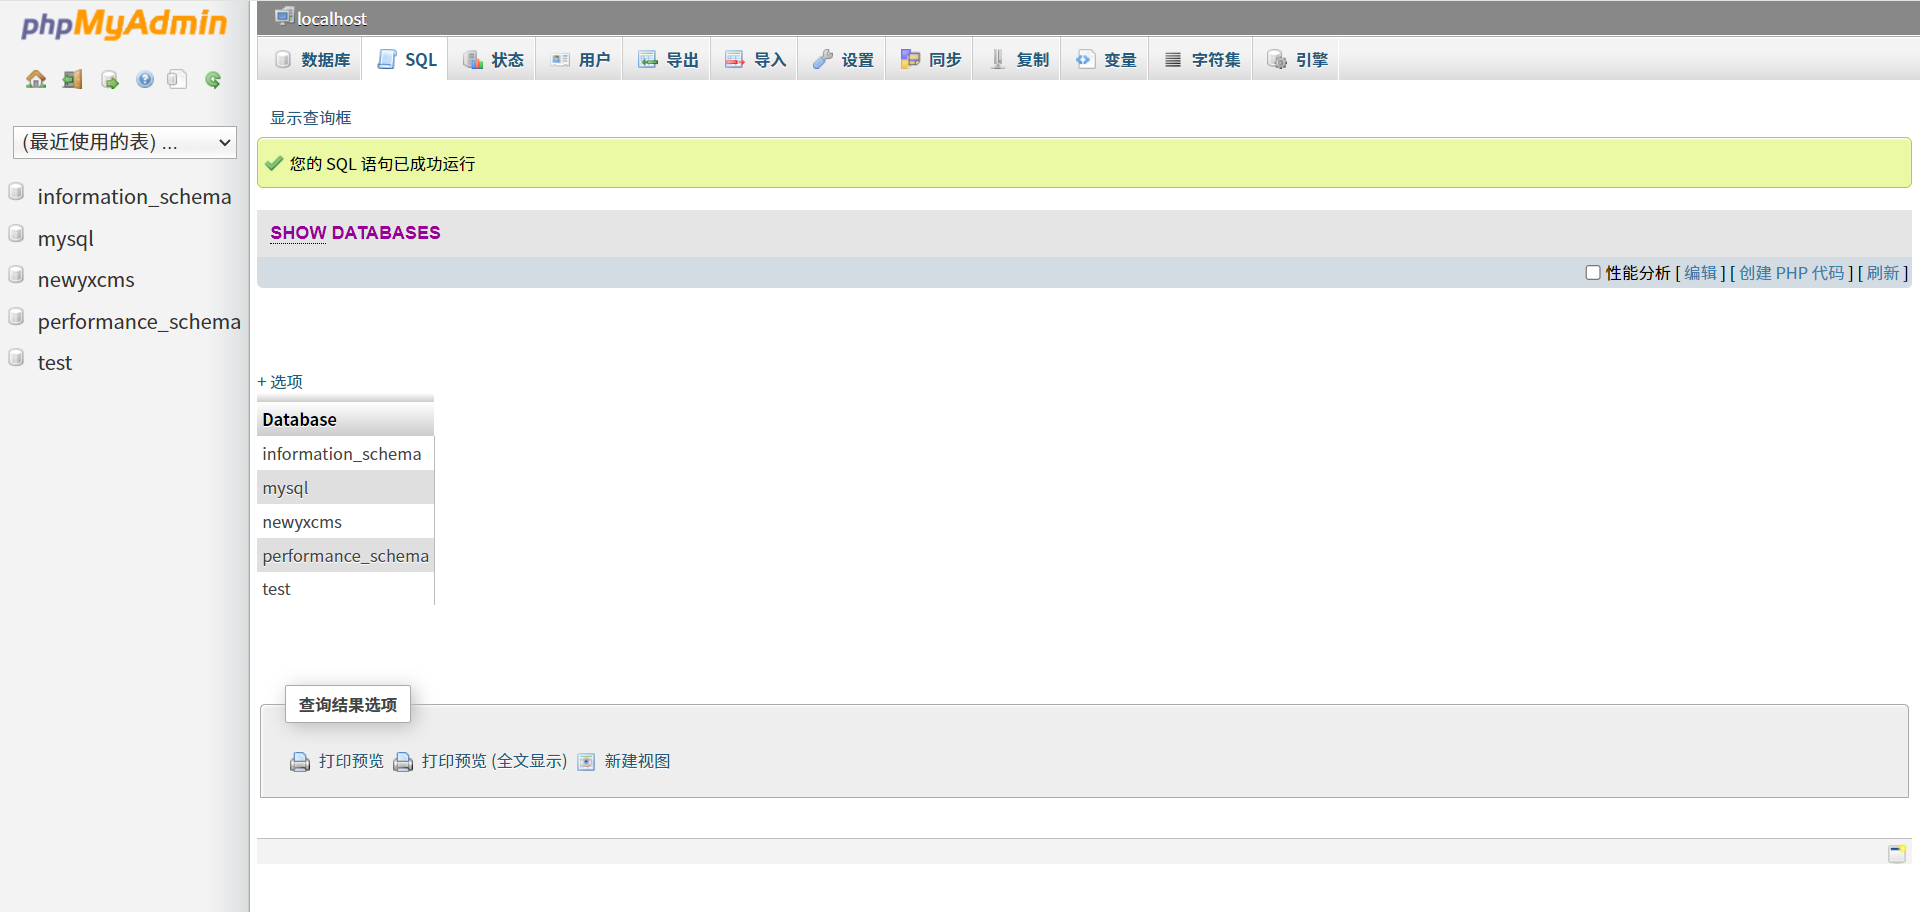 phpMyAdmin
(最近使用的表) ...
information_schema
mysql
newyxcms
performance_schema
test
localhost
数据库 SQL 状态 用户 导出 导入 设置 同步 复制 变量 字符集 引擎
显示查询框
您的 SQL 语句已成功运行
SHOW DATABASES
性能分析 [ 编辑 ] [ 创建 PHP 代码 ] [ 刷新 ]
+ 选项
Database
information_schema
mysql
newyxcms
performance_schema
test
查询结果选项
打印预览 打印预览 (全文显示) 新建视图